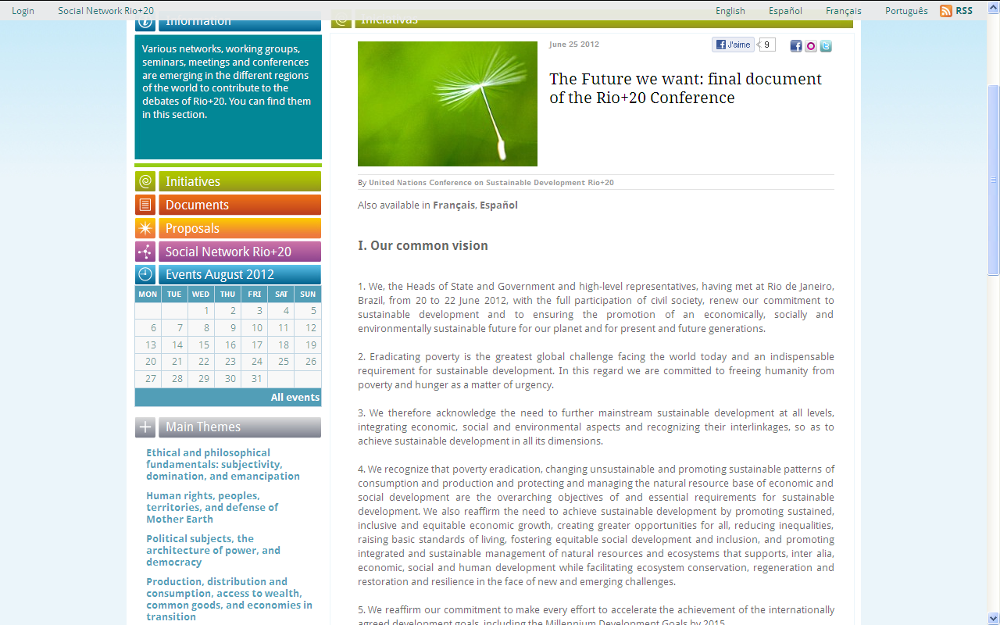 Login Social Network Rio+20 English Español Français Português RSS
Information
Various networks, working groups,
seminars, meetings and conferences
are emerging in the different regions
of the world to contribute to the
debates of Rio+20. You can find them
in this section.
Initiatives
Documents
Proposals
Social Network Rio+20
Events August 2012
MON TUE WED THU FRI SAT SUN
1 2 3 4 5
6 7 8 9 10 11 12
13 14 15 16 17 18 19
20 21 22 23 24 25 26
27 28 29 30 31
All events
Main Themes
Ethical and philosophical
fundamentals: subjectivity,
domination, and emancipation
Human rights, peoples,
territories, and defense of
Mother Earth
Political subjects, the
architecture of power, and
democracy
Production, distribution and
consumption, access to wealth,
common goods, and economies in
transition
Iniciativas
June 25 2012
J'aime 9
The Future we want: final document
of the Rio+20 Conference
By United Nations Conference on Sustainable Development Rio+20
Also available in Français, Español
I. Our common vision
1. We, the Heads of State and Government and high-level representatives, having met at Rio de Janeiro,
Brazil, from 20 to 22 June 2012, with the full participation of civil society, renew our commitment to
sustainable development and to ensuring the promotion of an economically, socially and
environmentally sustainable future for our planet and for present and future generations.
2. Eradicating poverty is the greatest global challenge facing the world today and an indispensable
requirement for sustainable development. In this regard we are committed to freeing humanity from
poverty and hunger as a matter of urgency.
3. We therefore acknowledge the need to further mainstream sustainable development at all levels,
integrating economic, social and environmental aspects and recognizing their interlinkages, so as to
achieve sustainable development in all its dimensions.
4. We recognize that poverty eradication, changing unsustainable and promoting sustainable patterns of
consumption and production and protecting and managing the natural resource base of economic and
social development are the overarching objectives of and essential requirements for sustainable
development. We also reaffirm the need to achieve sustainable development by promoting sustained,
inclusive and equitable economic growth, creating greater opportunities for all, reducing inequalities,
raising basic standards of living, fostering equitable social development and inclusion, and promoting
integrated and sustainable management of natural resources and ecosystems that supports, inter alia,
economic, social and human development while facilitating ecosystem conservation, regeneration and
restoration and resilience in the face of new and emerging challenges.
5. We reaffirm our commitment to make every effort to accelerate the achievement of the internationally
agreed development goals, including the Millennium Development Goals by 2015.